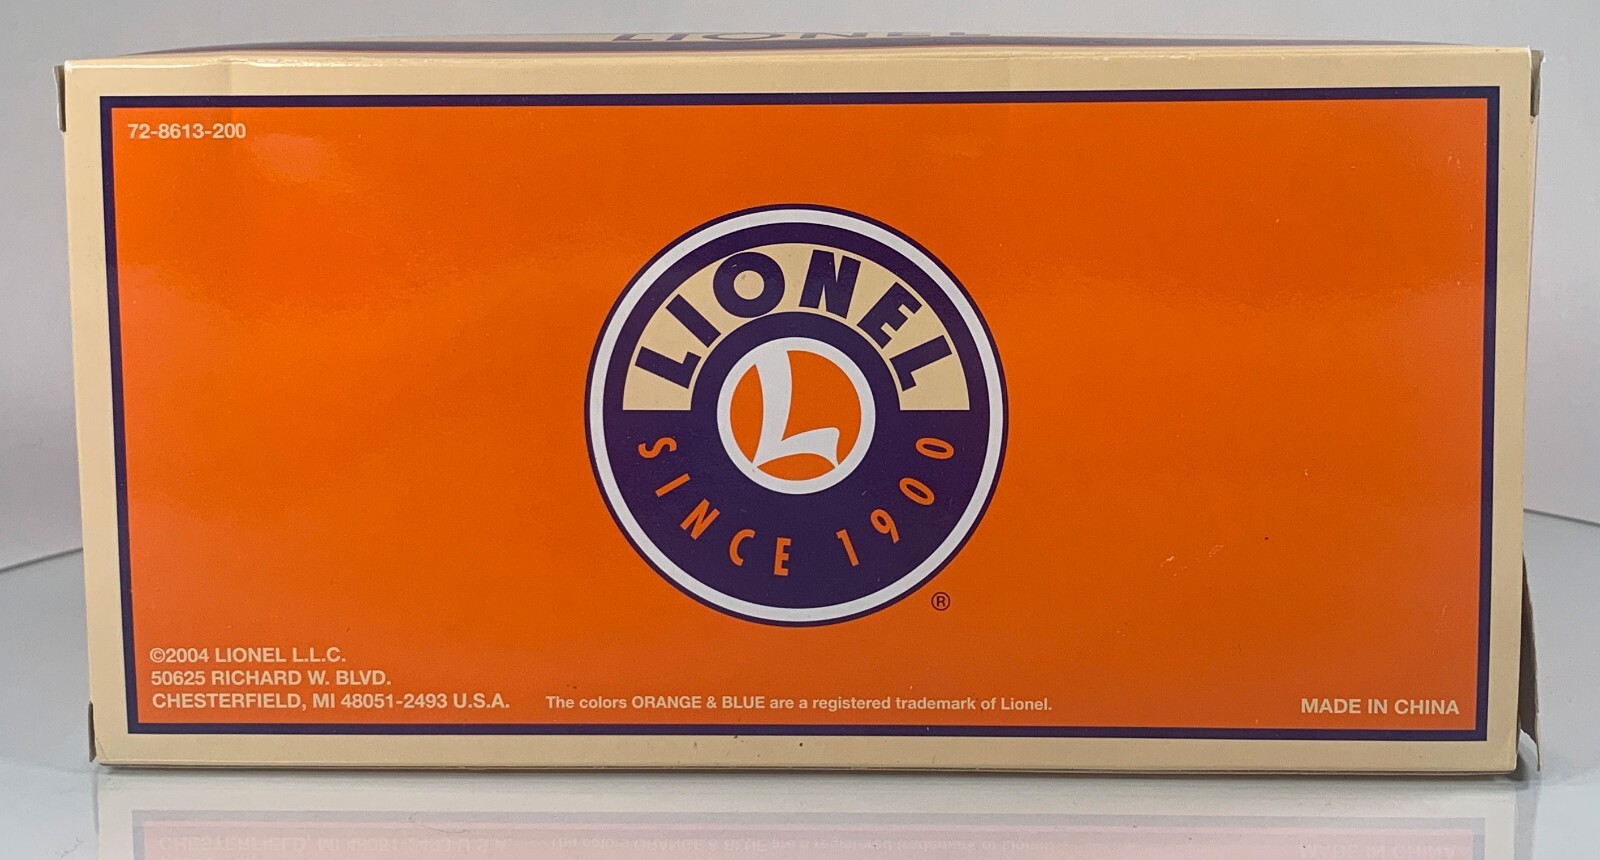 LIONEL
72-8613-200
LIONEL
L
SINCE 1900
®
©2004 LIONEL L.L.C.
50625 RICHARD W. BLVD.
CHESTERFIELD, MI 48051-2493 U.S.A.
The colors ORANGE & BLUE are a registered trademark of Lionel.
MADE IN CHINA